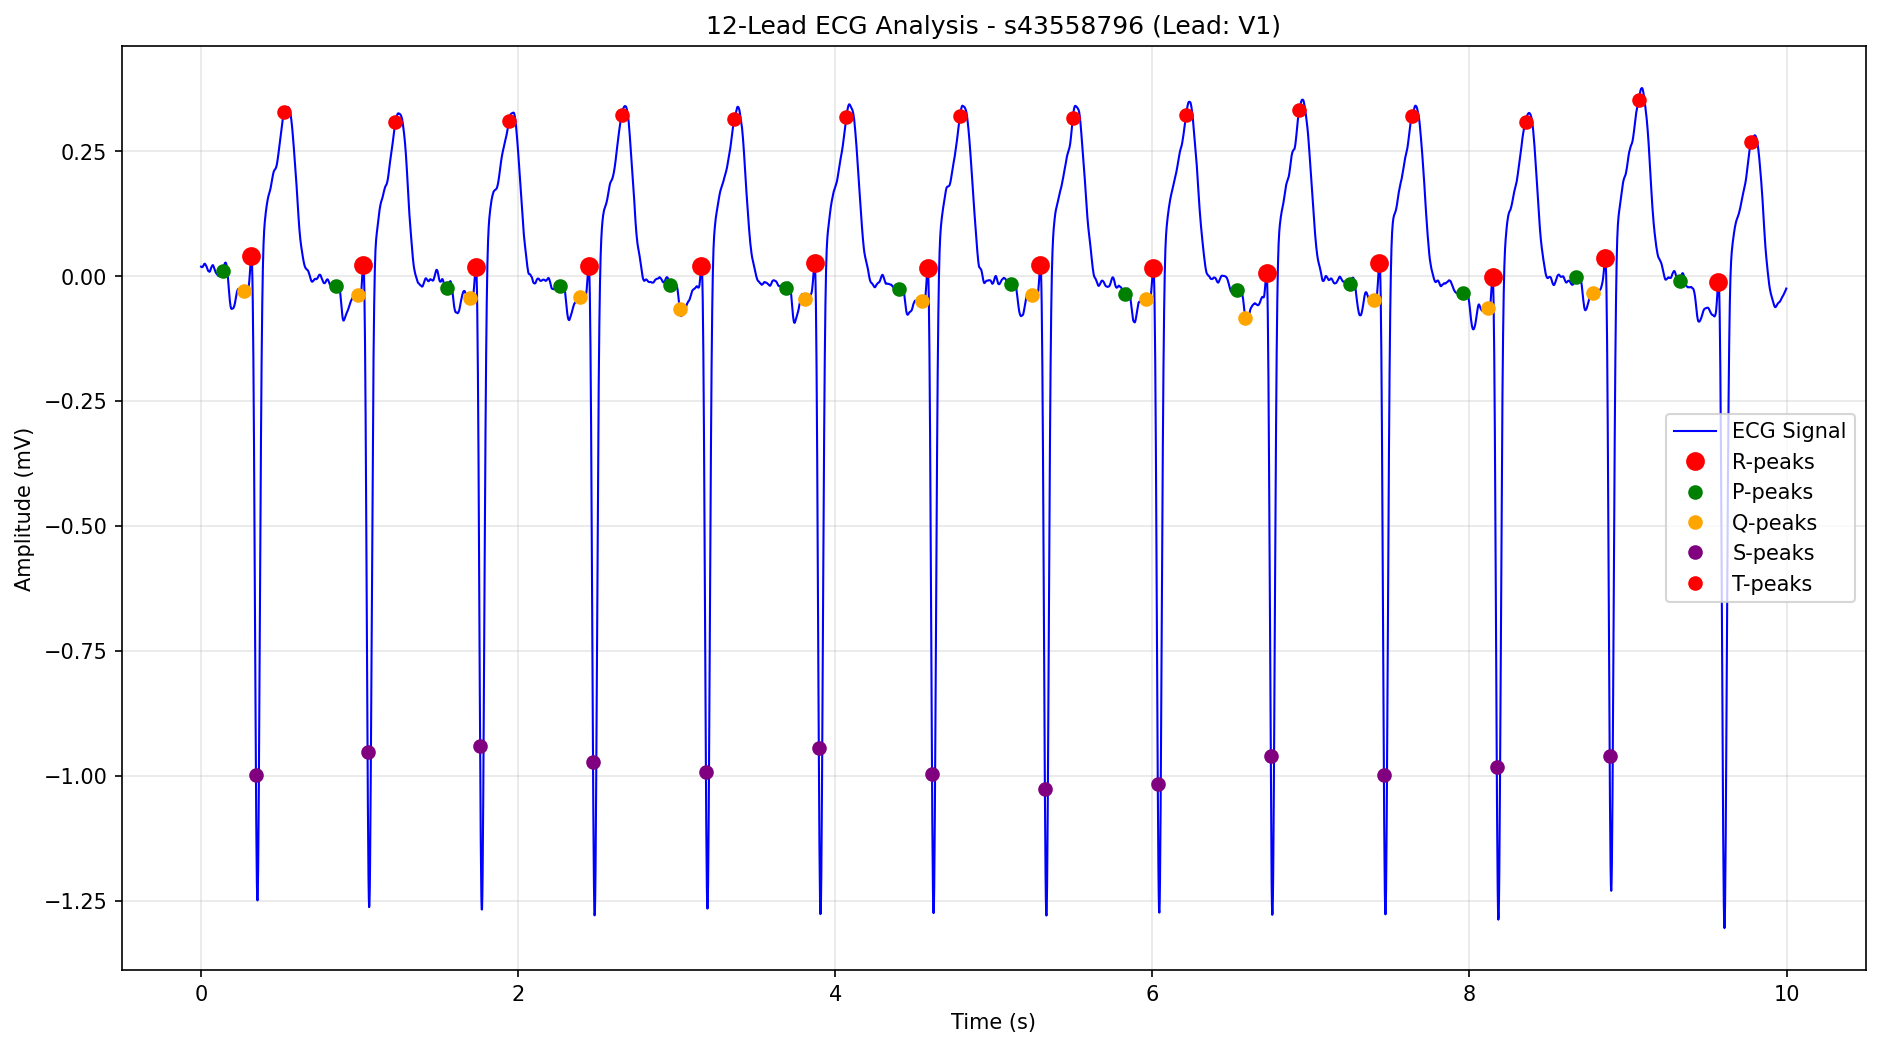 12-Lead ECG Analysis - s43558796 (Lead: V1)
0.25
0.00
−0.25
−0.50
−0.75
−1.00
−1.25
Amplitude (mV)
ECG Signal
R-peaks
P-peaks
Q-peaks
S-peaks
T-peaks
0 2 4 6 8 10
Time (s)